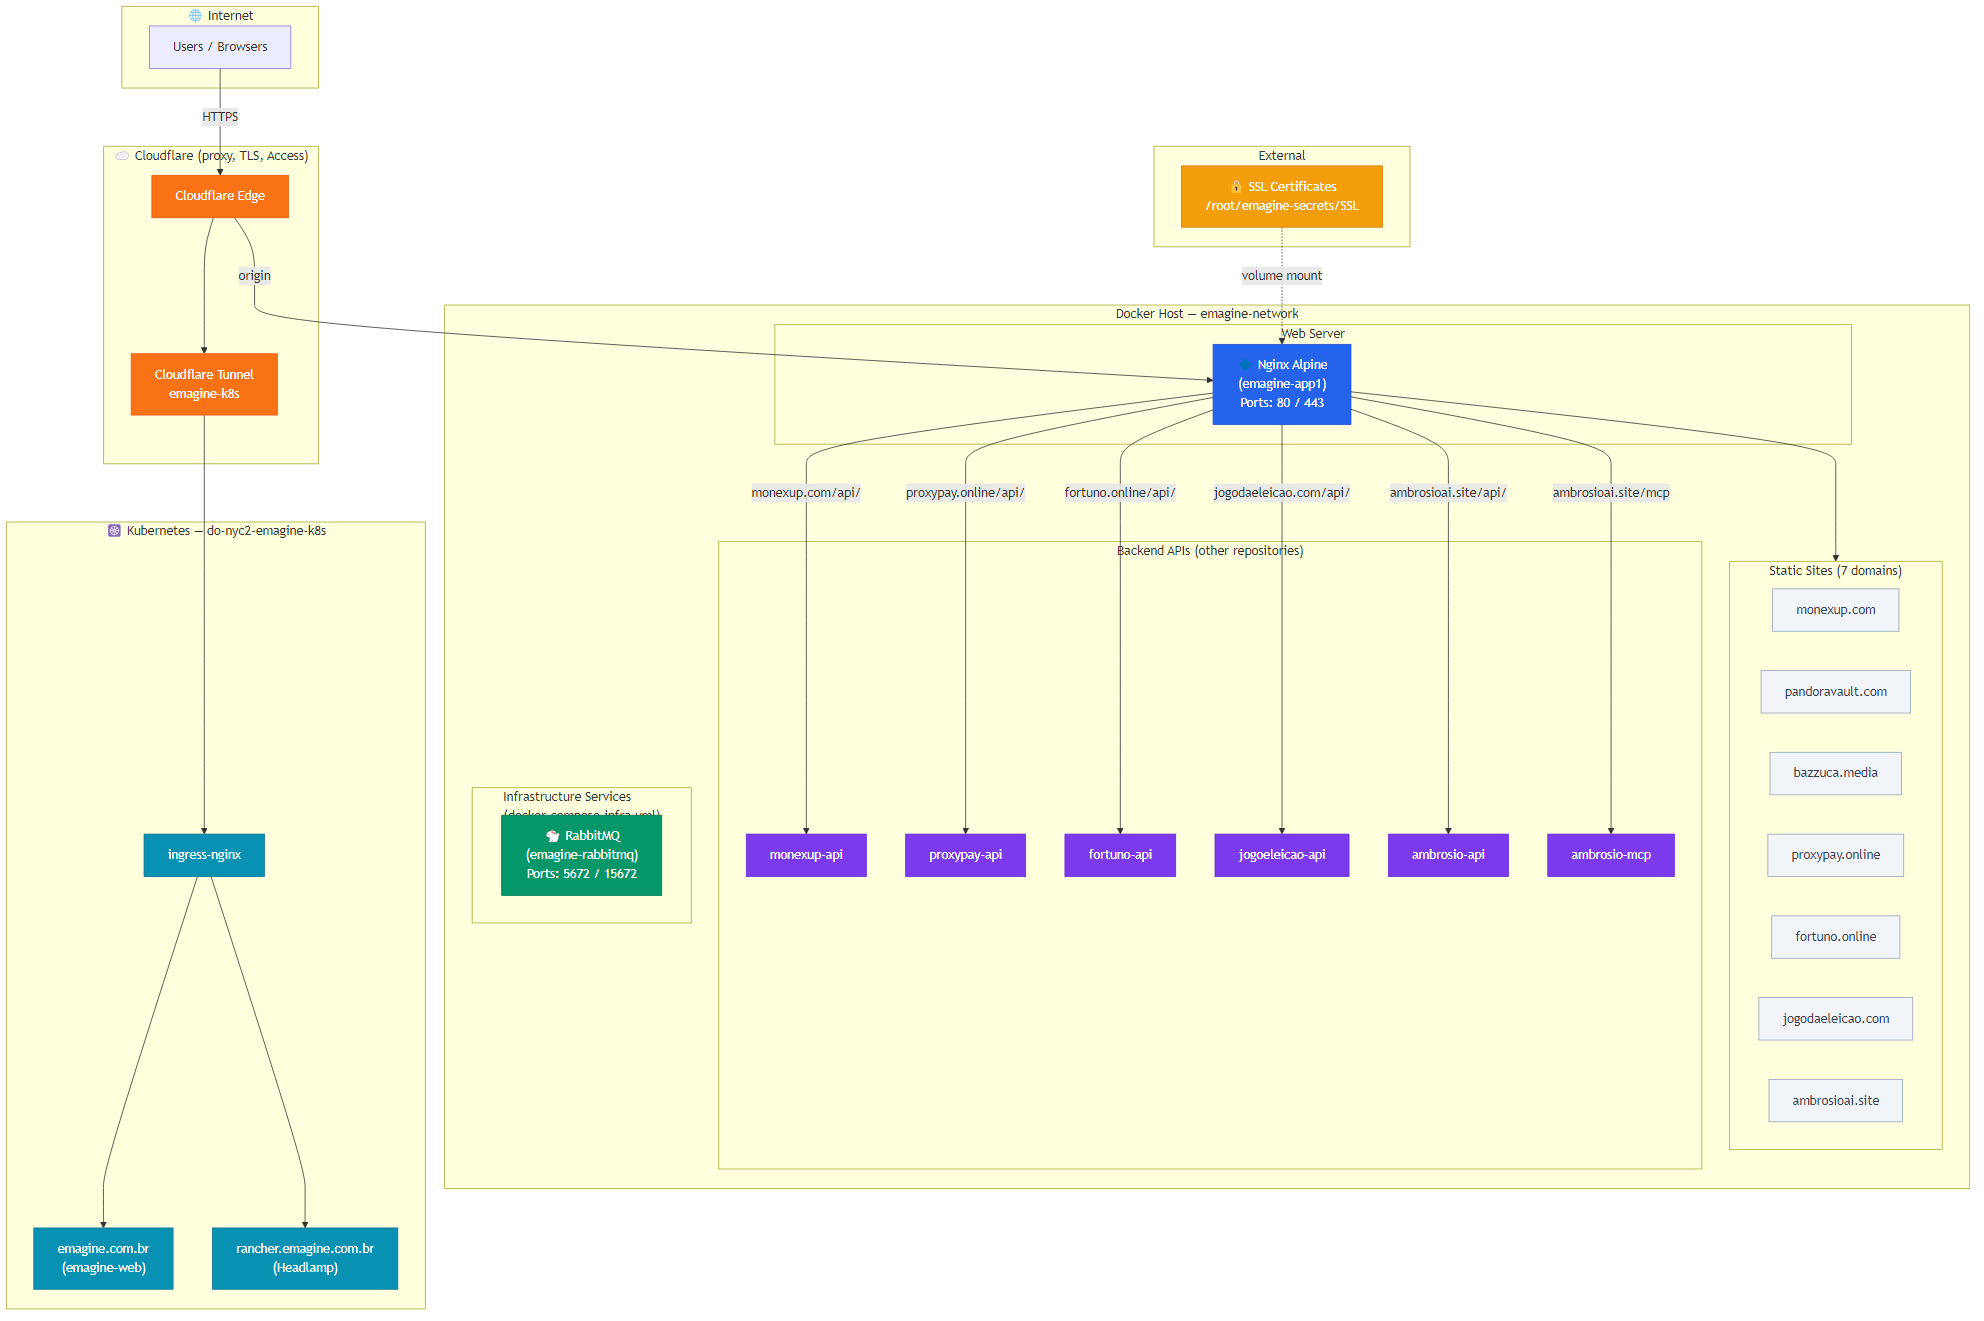 🌐 Internet
Users / Browsers
HTTPS
☁️ Cloudflare (proxy, TLS, Access)
Cloudflare Edge
origin
Cloudflare Tunnel
emagine-k8s
External
🔒 SSL Certificates
/root/emagine-secrets/SSL
volume mount
Docker Host — emagine-network
Web Server
🔷 Nginx Alpine
(emagine-app1)
Ports: 80 / 443
monexup.com/api/
proxypay.online/api/
fortuno.online/api/
jogodaeleicao.com/api/
ambrosioai.site/api/
ambrosioai.site/mcp
☸️ Kubernetes — do-nyc2-emagine-k8s
ingress-nginx
emagine.com.br
(emagine-web)
rancher.emagine.com.br
(Headlamp)
Infrastructure Services
(docker-compose-infra.yml)
🐇 RabbitMQ
(emagine-rabbitmq)
Ports: 5672 / 15672
Backend APIs (other repositories)
monexup-api
proxypay-api
fortuno-api
jogoeleicao-api
ambrosio-api
ambrosio-mcp
Static Sites (7 domains)
monexup.com
pandoravault.com
bazzuca.media
proxypay.online
fortuno.online
jogodaeleicao.com
ambrosioai.site